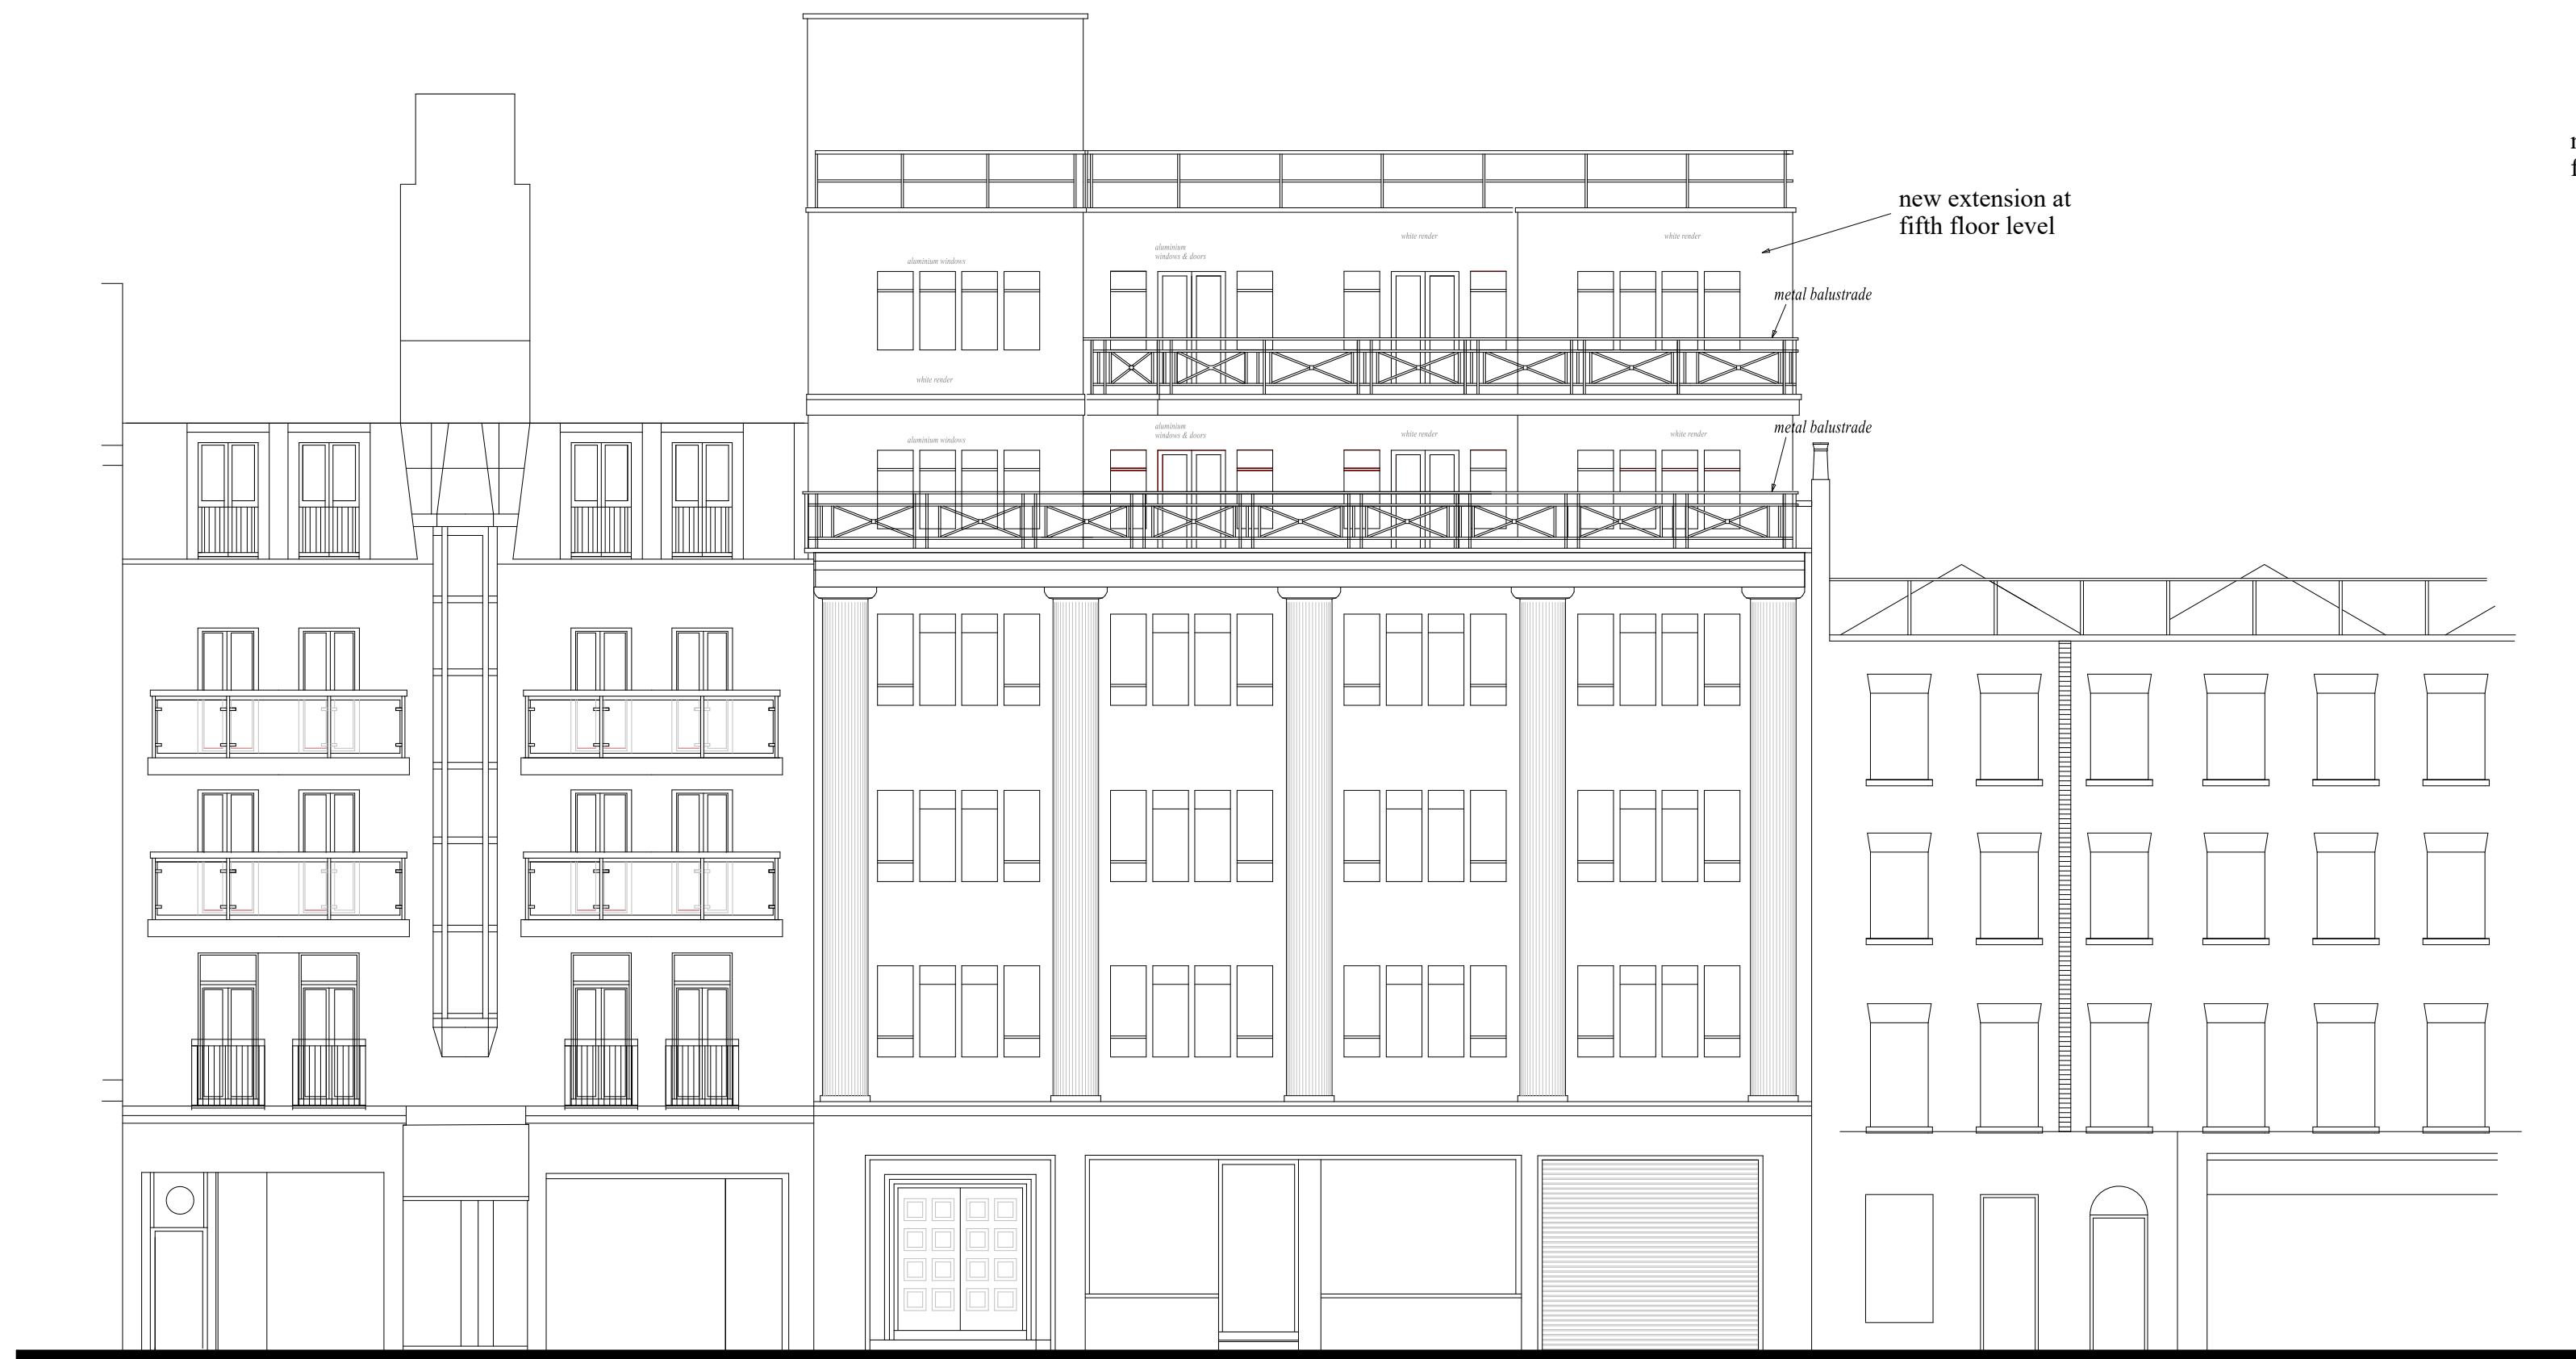 new extension at
fifth floor level
white render
white render
aluminium
windows & doors
aluminium windows
metal balustrade
white render
aluminium
windows & doors
metal balustrade
white render
white render
aluminium windows